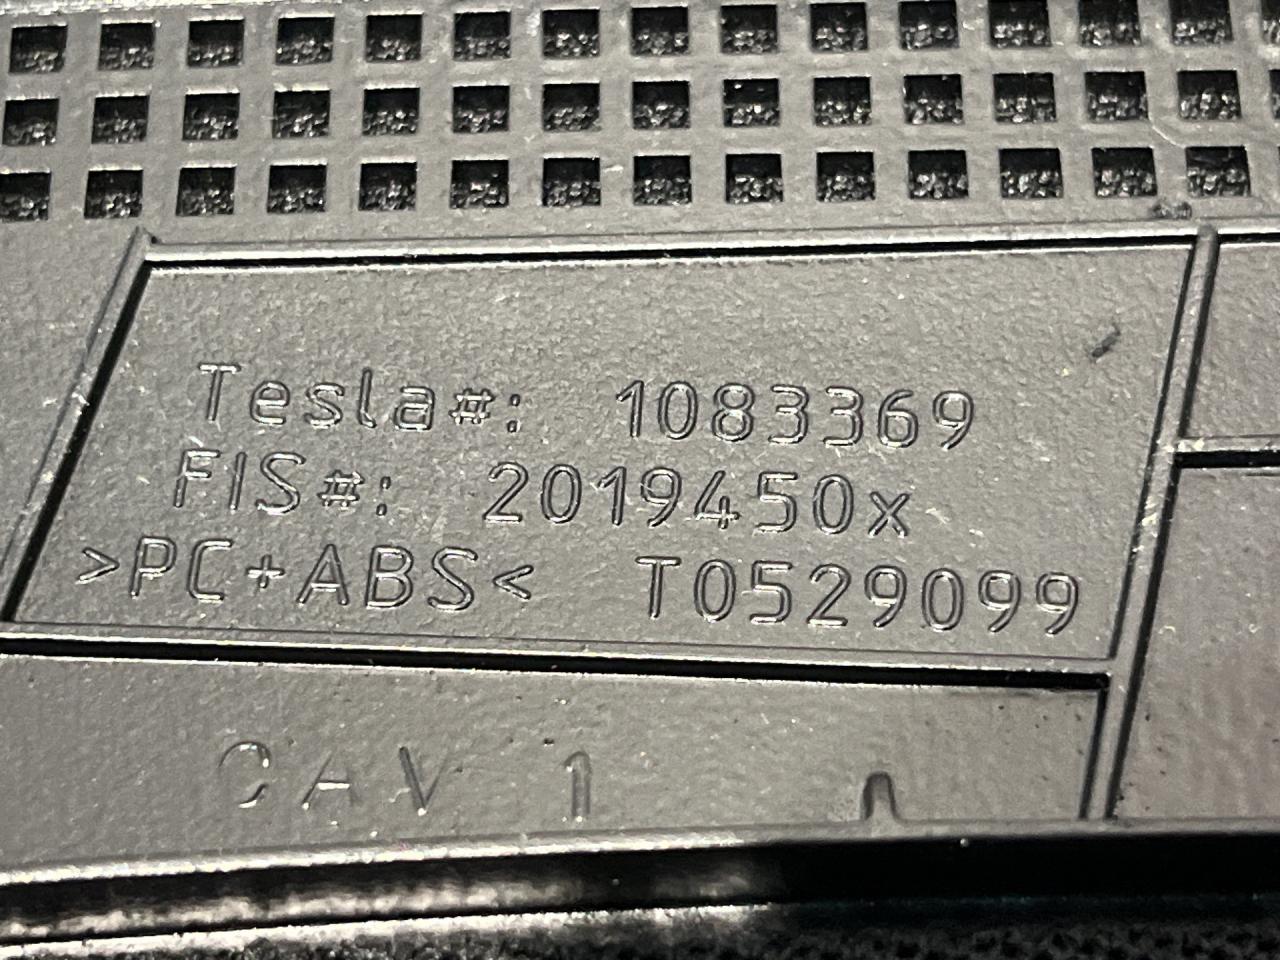 Tesla#: 1083369
FIS#: 2019450x
>PC+ABS< T0529099
CAV 1